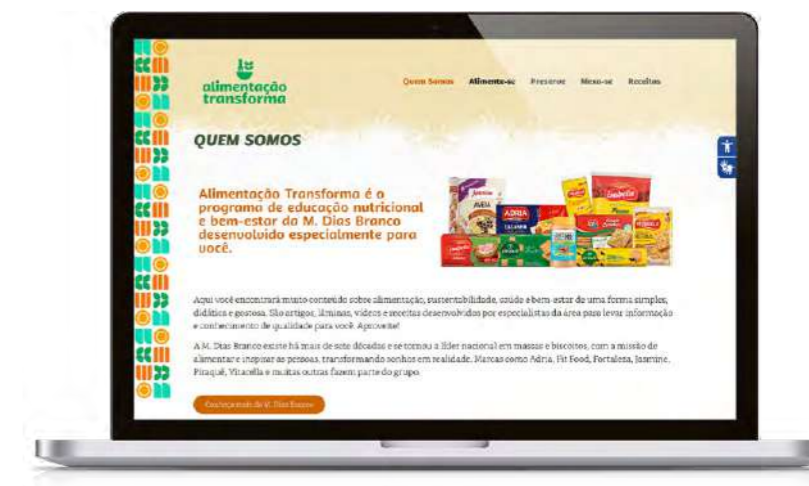 alimentação
transforma
Quem Somos Alimente-se Preserve Mexa-se Receitas
QUEM SOMOS
Alimentação Transforma é o
programa de educação nutricional
e bem-estar da M. Dias Branco
desenvolvido especialmente para
você.
ADRIA
Isabela
Aqui você encontrará muito conteúdo sobre alimentação, sustentabilidade, saúde e bem-estar de uma forma simples,
didática e gostosa. São artigos, lâminas, vídeos e receitas desenvolvidos por especialistas da área para levar informação
e conhecimento de qualidade para você. Aproveite!
A M. Dias Branco existe há mais de sete décadas e se tornou a líder nacional em massas e biscoitos, com a missão de
alimentar e inspirar as pessoas, transformando sonhos em realidade. Marcas como Adria, Fit Food, Fortaleza, Jasmine,
Piraquê, Vitarella e muitas outras fazem parte do grupo.
Conheça mais da M. Dias Branco